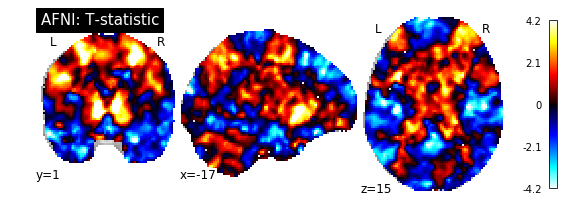 AFNI: T-statistic
L R
L R
y=1
x=-17
z=15
4.2
2.1
0
-2.1
-4.2